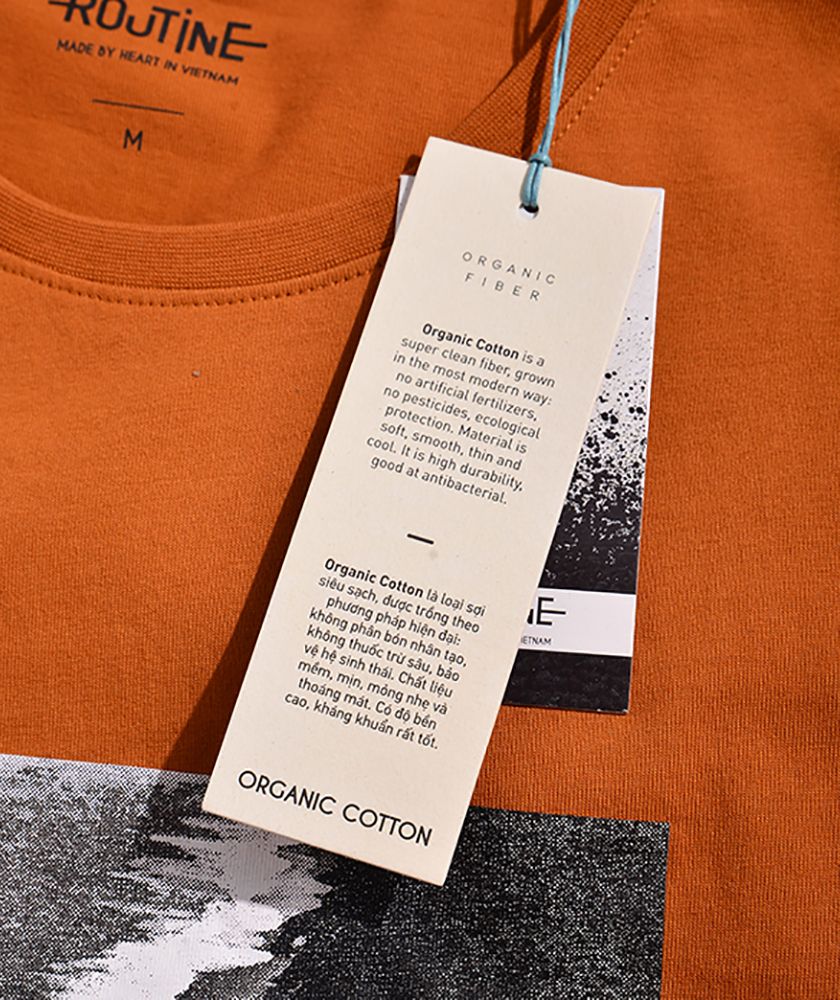 ROUTINE
MADE BY HEART IN VIETNAM
M
ORGANIC
FIBER
Organic Cotton is a
super clean fiber, grown
in the most modern way:
no artificial fertilizers,
no pesticides, ecological
protection. Material is
soft, smooth, thin and
cool. It is high durability,
good at antibacterial.
Organic Cotton là loại sợi
siêu sạch, được trồng theo
phương pháp hiện đại:
không phân bón nhân tạo,
không thuốc trừ sâu, bảo
vệ hệ sinh thái. Chất liệu
mềm, mịn, mỏng nhẹ và
thoáng mát. Có độ bền
cao, kháng khuẩn rất tốt.
ORGANIC COTTON